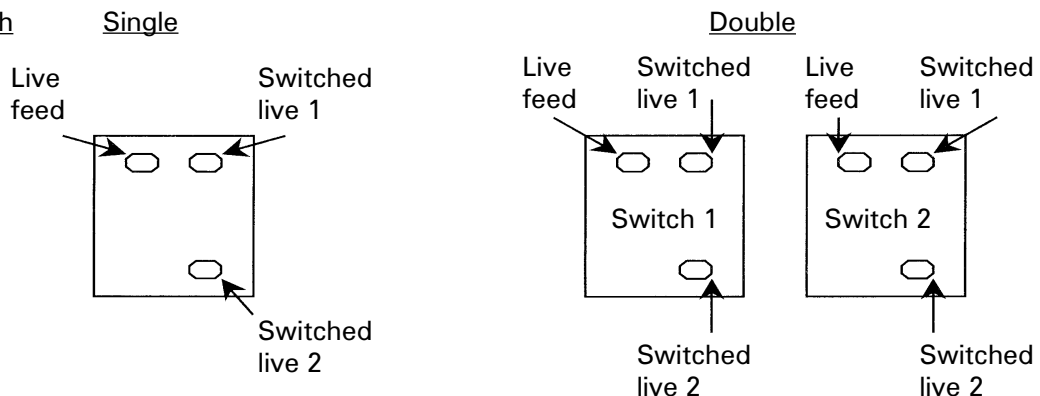 h
Single
Double
Live
feed
Switched
live 1
Live
feed
Switched
live 1
Live
feed
Switched
live 1
Switch 1
Switch 2
Switched
live 2
Switched
live 2
Switched
live 2